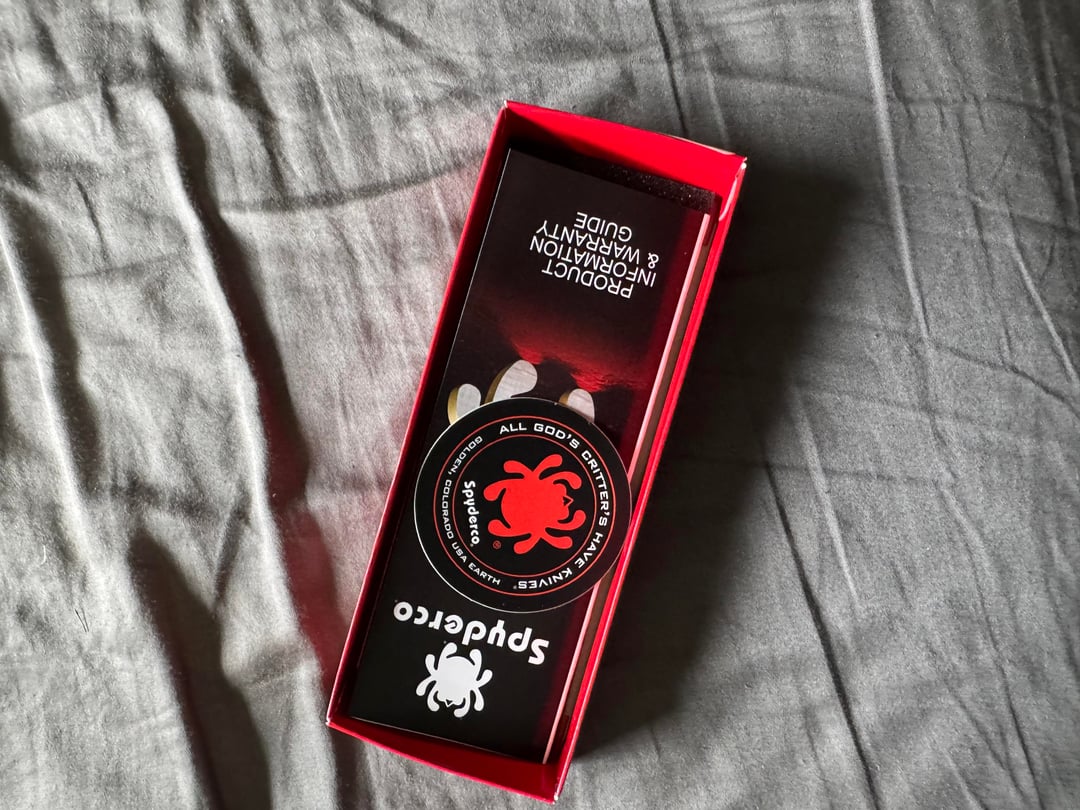 PRODUCT
INFORMATION
& WARRANTY
GUIDE
ALL GOD'S CRITTER'S HAVE KNIVES®
Spyderco®
GOLDEN, COLORADO USA EARTH
Spyderco